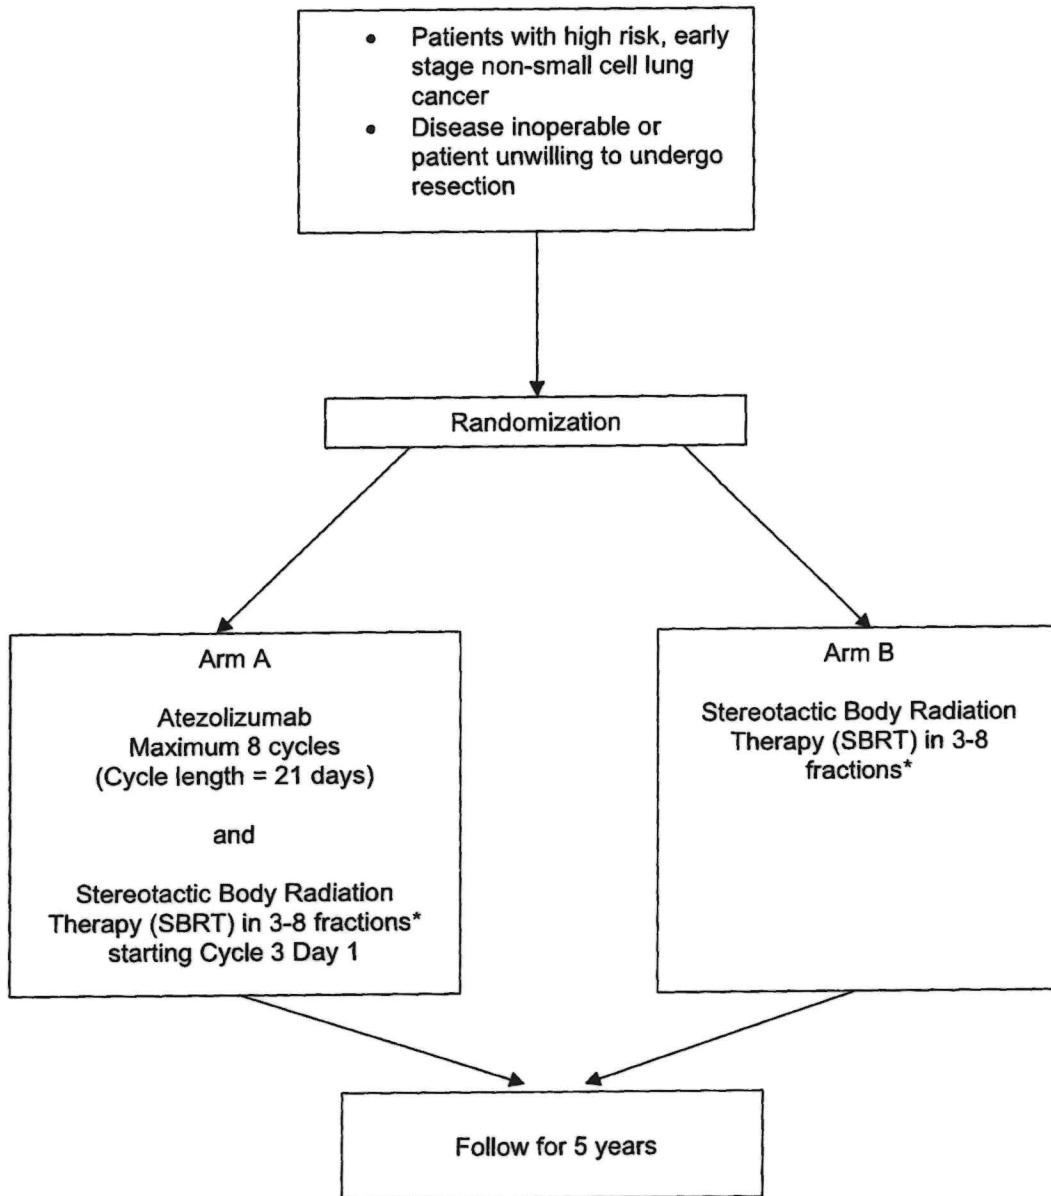 • Patients with high risk, early
stage non-small cell lung
cancer
• Disease inoperable or
patient unwilling to undergo
resection
Randomization
Arm A
Atezolizumab
Maximum 8 cycles
(Cycle length = 21 days)
and
Stereotactic Body Radiation
Therapy (SBRT) in 3-8 fractions*
starting Cycle 3 Day 1
Arm B
Stereotactic Body Radiation
Therapy (SBRT) in 3-8
fractions*
Follow for 5 years